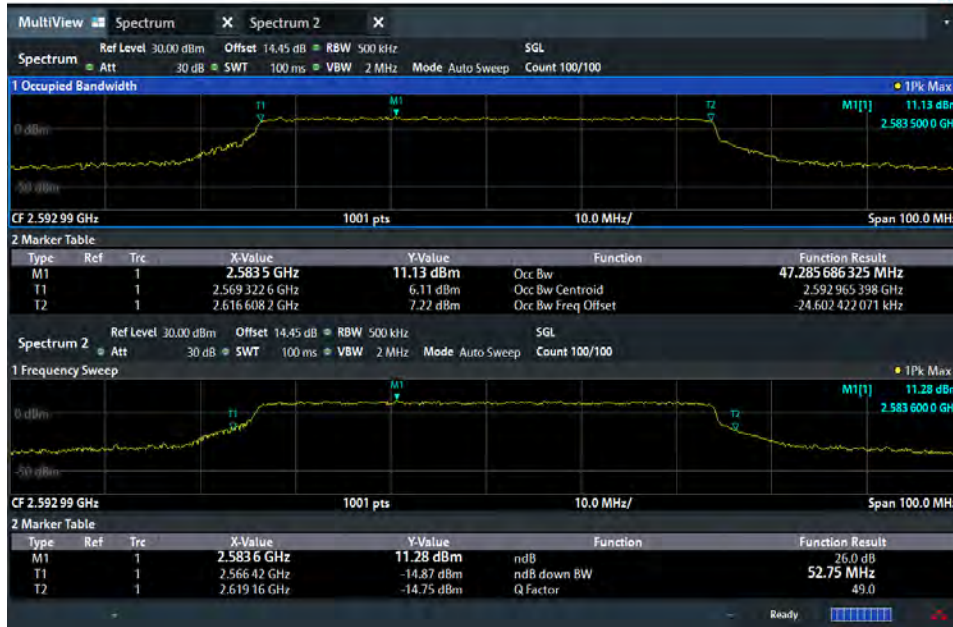 MultiView Spectrum X Spectrum 2 X
Spectrum Ref Level 30.00 dBm Offset 14.45 dB RBW 500 kHz SGL
Att 30 dB SWT 100 ms VBW 2 MHz Mode Auto Sweep Count 100/100
1 Occupied Bandwidth 1Pk Max
T1 M1 T2 M1[1] 11.13 dBm
0 dBm 2.583 500 0 GH
-50 dBm
CF 2.592 99 GHz 1001 pts 10.0 MHz/ Span 100.0 MH
2 Marker Table
Type Ref Trc X-Value Y-Value Function Function Result
M1 1 2.583 5 GHz 11.13 dBm Occ Bw 47.285 686 325 MHz
T1 1 2.569 322 6 GHz 6.11 dBm Occ Bw Centroid 2.592 965 398 GHz
T2 1 2.616 608 2 GHz 7.22 dBm Occ Bw Freq Offset -24.602 422 071 kHz
Spectrum 2 Ref Level 30.00 dBm Offset 14.45 dB RBW 500 kHz SGL
Att 30 dB SWT 100 ms VBW 2 MHz Mode Auto Sweep Count 100/100
1 Frequency Sweep 1Pk Max
M1 M1[1] 11.28 dBm
0 dBm T1 T2 2.583 600 0 GH
-50 dBm
CF 2.592 99 GHz 1001 pts 10.0 MHz/ Span 100.0 MH
2 Marker Table
Type Ref Trc X-Value Y-Value Function Function Result
M1 1 2.583 6 GHz 11.28 dBm ndB 26.0 dB
T1 1 2.566 42 GHz -14.87 dBm ndB down BW 52.75 MHz
T2 1 2.619 16 GHz -14.75 dBm Q Factor 49.0
Ready